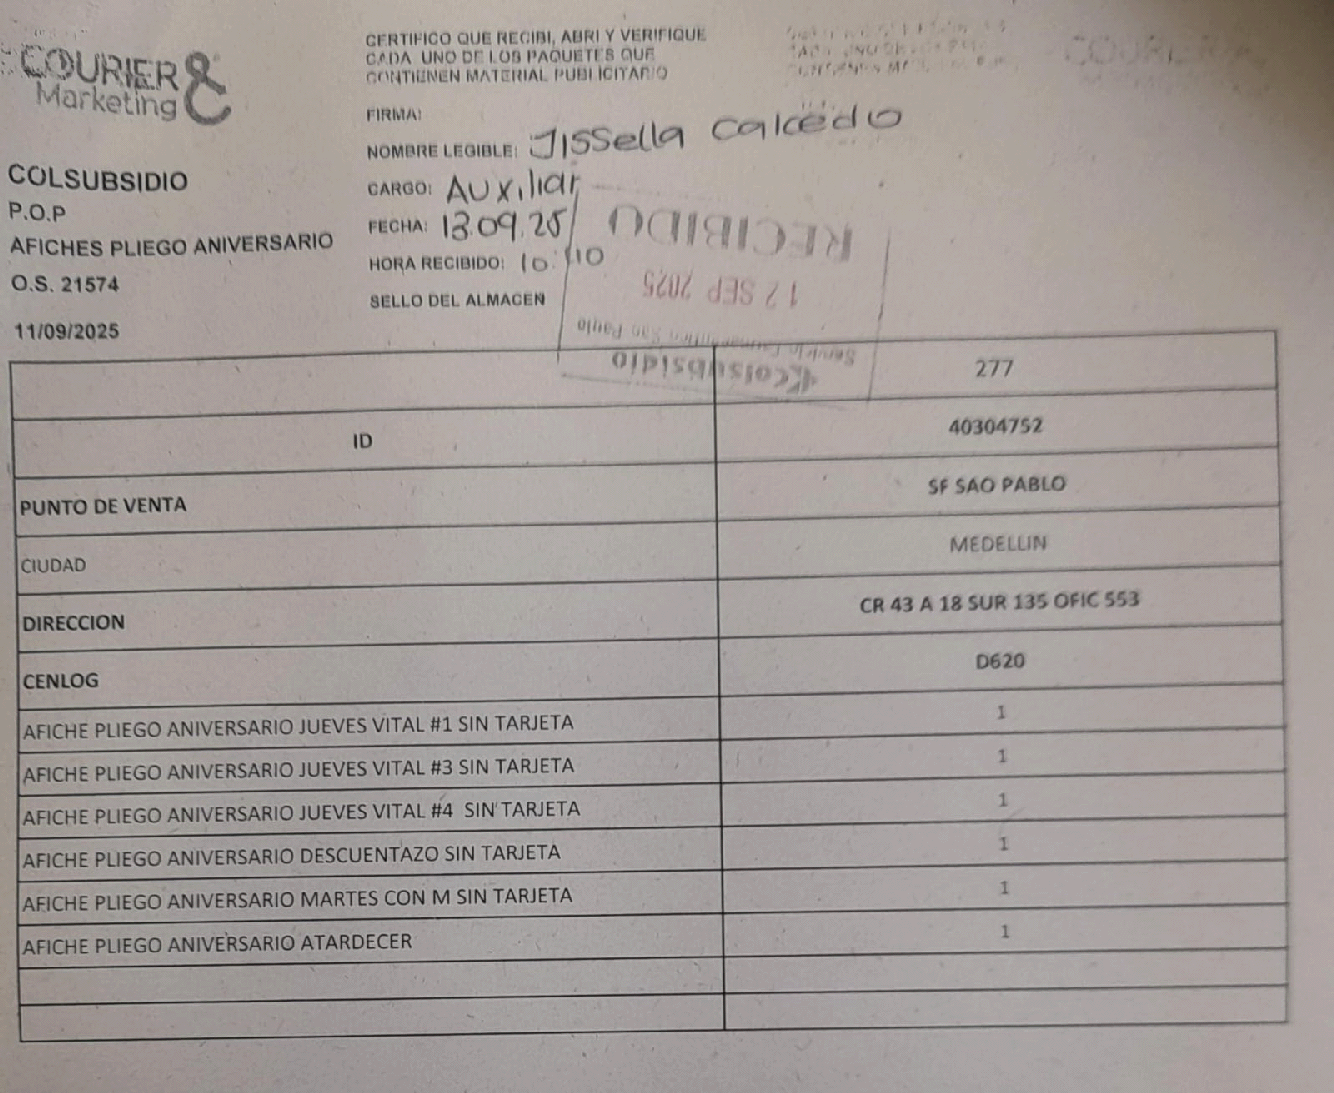 COURIER &
Marketing
COLSUBSIDIO
P.O.P
AFICHES PLIEGO ANIVERSARIO
O.S. 21574
11/09/2025
CERTIFICO QUE RECIBI, ABRI Y VERIFIQUE
CADA UNO DE LOS PAQUETES QUE
CONTIENEN MATERIAL PUBLICITARIO
FIRMA:
NOMBRE LEGIBLE: Jissella Caicedo
CARGO: Auxiliar
FECHA: 13.09.25
HORA RECIBIDO: 10:40
SELLO DEL ALMACEN
Colsubsidio
Servicio Farmacéutico Sao Paulo
12 SEP 2025
RECIBIDO
277
ID 40304752
PUNTO DE VENTA SF SAO PABLO
CIUDAD MEDELLIN
DIRECCION CR 43 A 18 SUR 135 OFIC 553
CENLOG D620
AFICHE PLIEGO ANIVERSARIO JUEVES VITAL #1 SIN TARJETA 1
AFICHE PLIEGO ANIVERSARIO JUEVES VITAL #3 SIN TARJETA 1
AFICHE PLIEGO ANIVERSARIO JUEVES VITAL #4 SIN TARJETA 1
AFICHE PLIEGO ANIVERSARIO DESCUENTAZO SIN TARJETA 1
AFICHE PLIEGO ANIVERSARIO MARTES CON M SIN TARJETA 1
AFICHE PLIEGO ANIVERSARIO ATARDECER 1